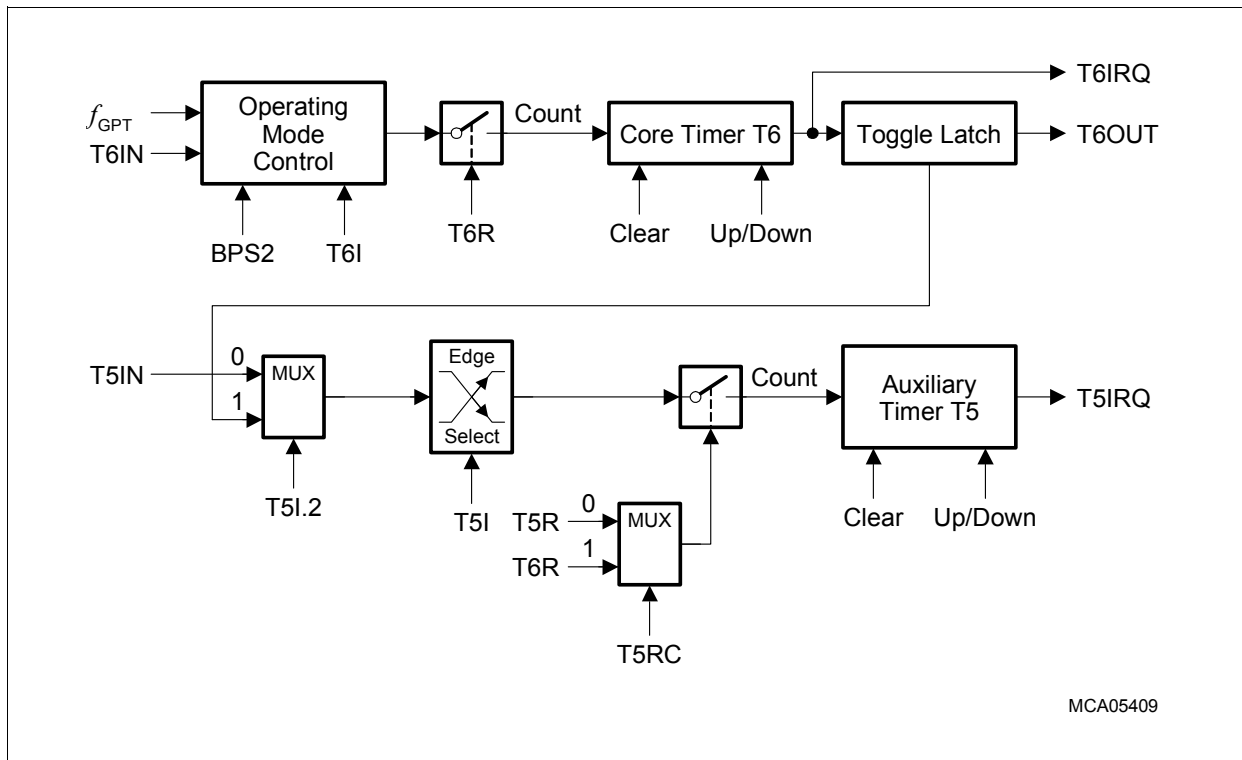 f GPT
T6IN
Operating
Mode
Control
BPS2
T6I
T6R
Count
Core Timer T6
Clear
Up/Down
Toggle Latch
T6IRQ
T6OUT
T5IN
0
1
MUX
T5I.2
Edge
Select
T5I
T5R
0
T6R
1
MUX
T5RC
Count
Auxiliary
Timer T5
Clear
Up/Down
T5IRQ
MCA05409